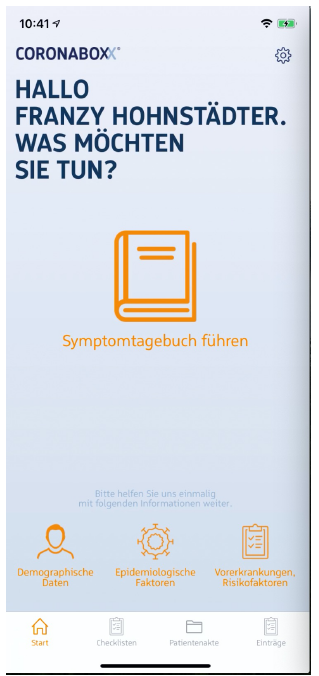 10:41
CORONABOXX®
HALLO
FRANZY HOHNSTÄDTER.
WAS MÖCHTEN
SIE TUN?
Symptomtagebuch führen
Bitte helfen Sie uns einmalig
mit folgenden Informationen weiter.
Demographische
Daten
Epidemiologische
Faktoren
Vorerkrankungen,
Risikofaktoren
Start
Checklisten
Patientenakte
Einträge